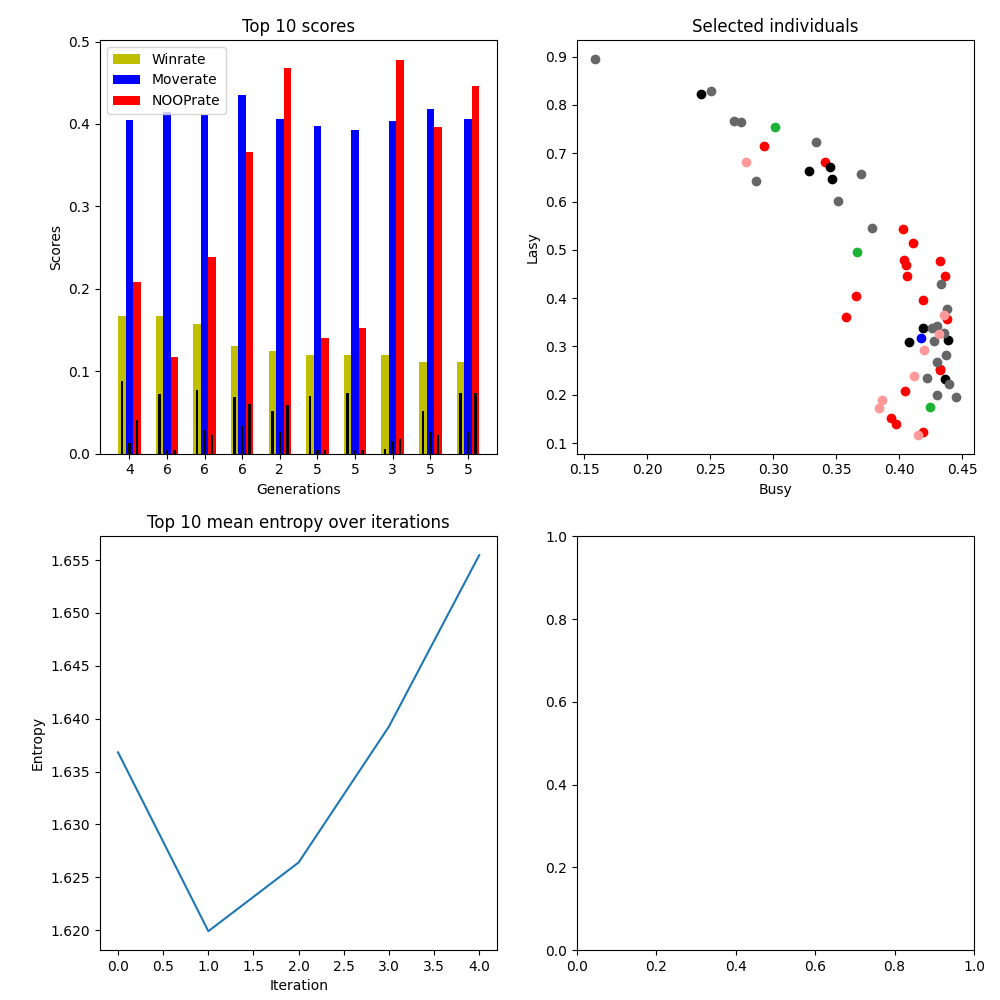 Top 10 scores
Scores
0.5
0.4
0.3
0.2
0.1
0.0
Winrate
Moverate
NOOPrate
4 6 6 6 2 5 5 3 5 5
Generations
Selected individuals
Lasy
0.9
0.8
0.7
0.6
0.5
0.4
0.3
0.2
0.1
0.15 0.20 0.25 0.30 0.35 0.40 0.45
Busy
Top 10 mean entropy over iterations
Entropy
1.655
1.650
1.645
1.640
1.635
1.630
1.625
1.620
0.0 0.5 1.0 1.5 2.0 2.5 3.0 3.5 4.0
Iteration
1.0
0.8
0.6
0.4
0.2
0.0
0.0 0.2 0.4 0.6 0.8 1.0